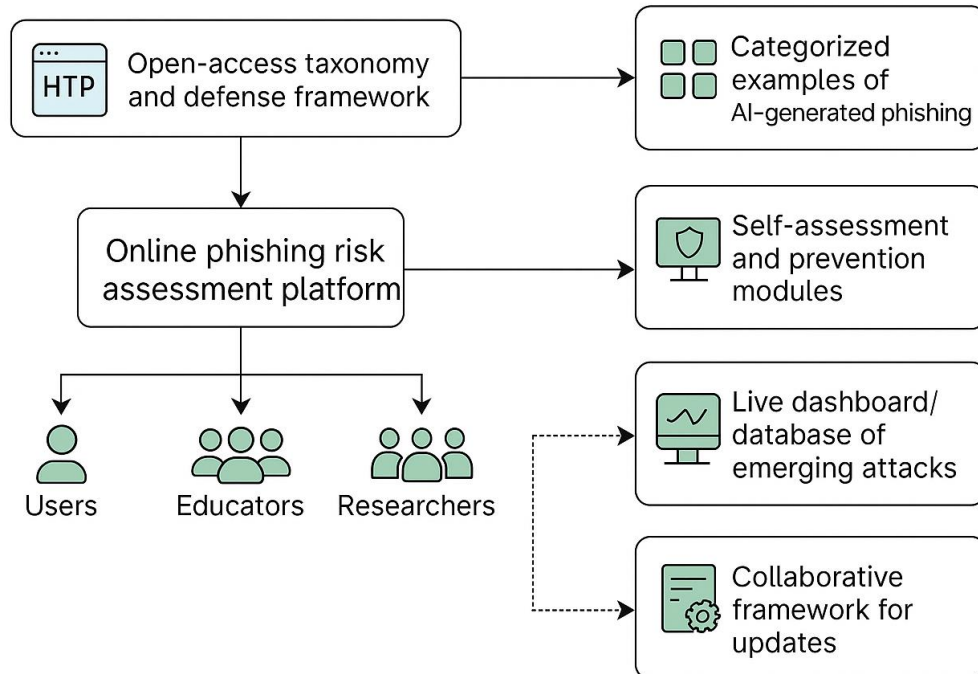 HTP
Open-access taxonomy
and defense framework
Categorized
examples of
AI-generated phishing
Online phishing risk
assessment platform
Self-assessment
and prevention
modules
Users
Educators
Researchers
Live dashboard/
database of
emerging attacks
Collaborative
framework for
updates